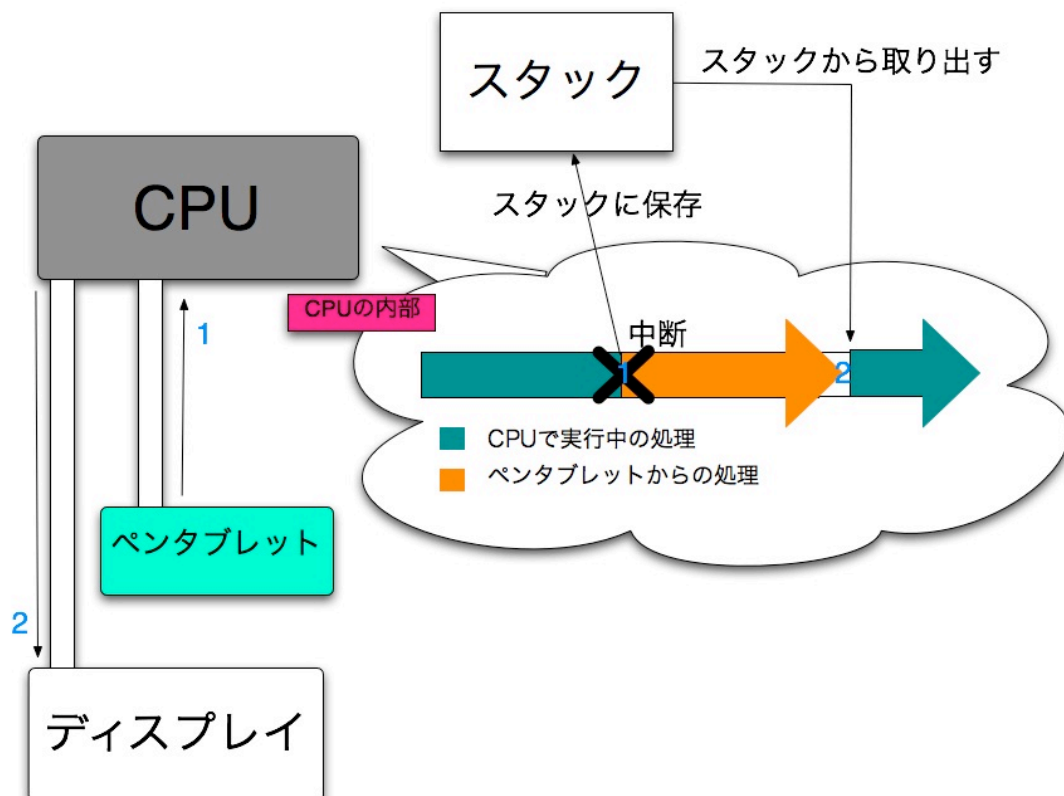 スタック
スタックから取り出す
CPU
スタックに保存
CPUの内部
1
中断
1
2
CPUで実行中の処理
ペンタブレットからの処理
ペンタブレット
2
ディスプレイ